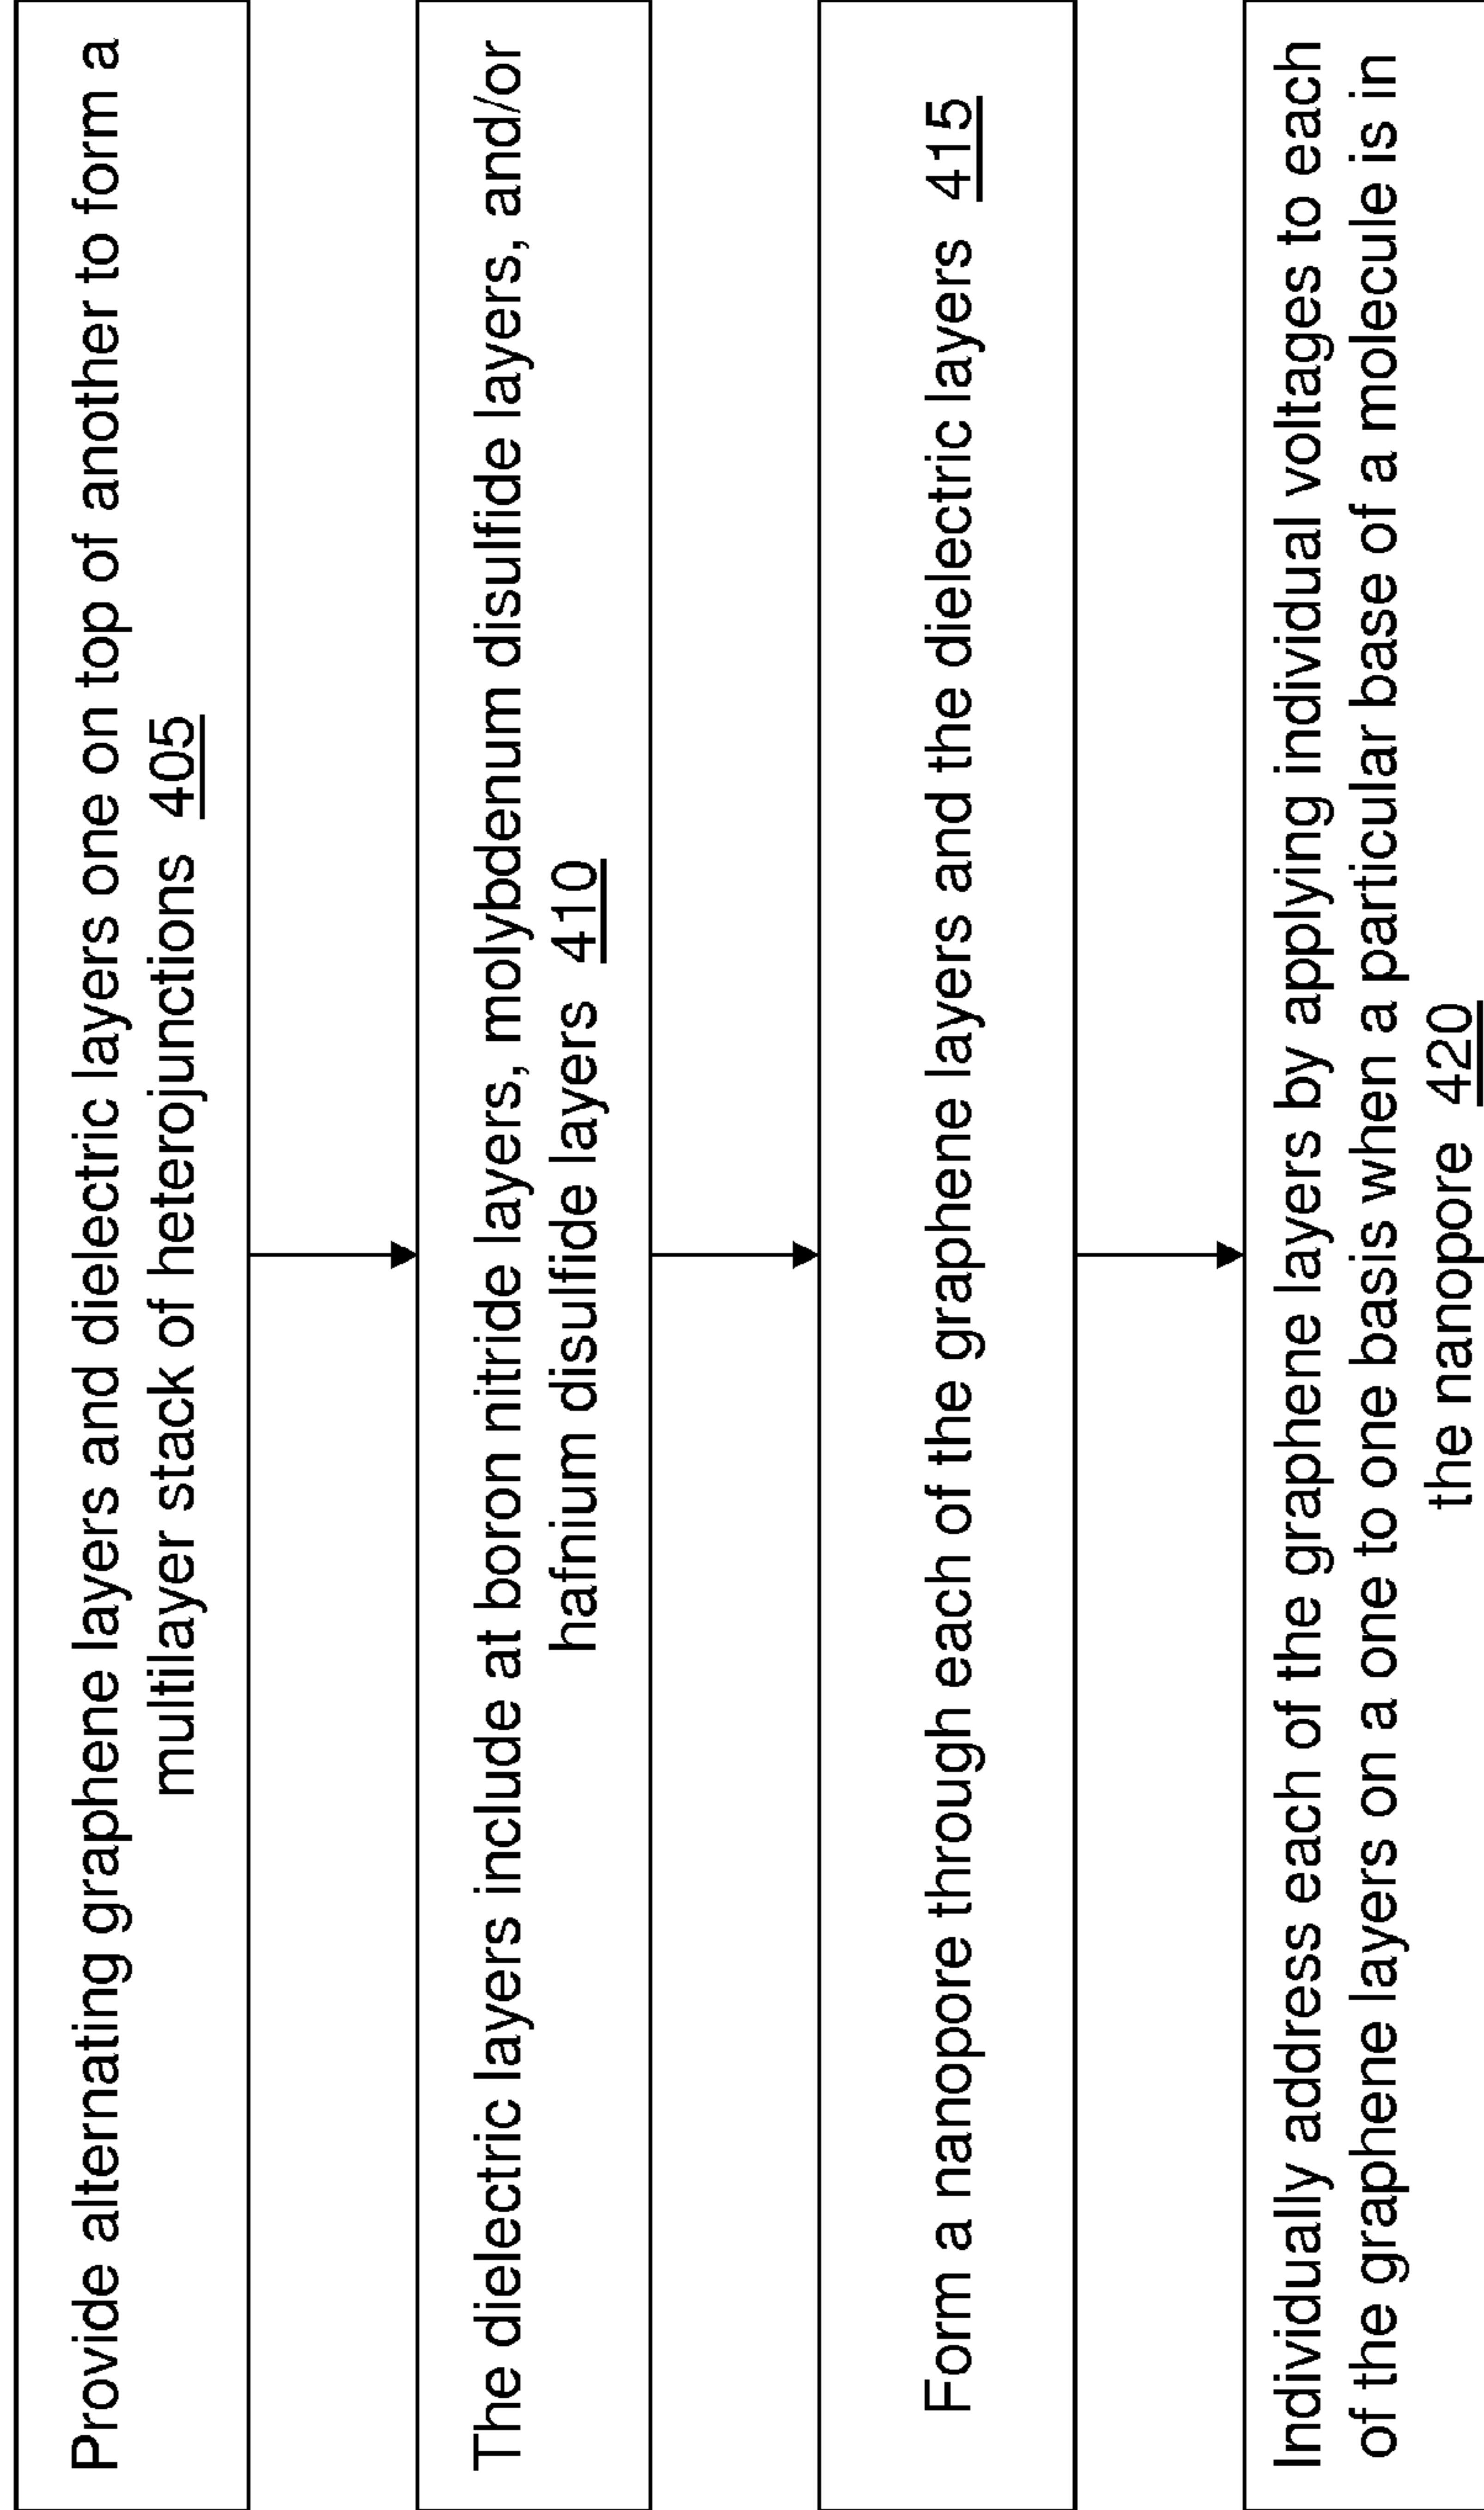 Provide alternating graphene layers and dielectric layers one on top of another to form a
multilayer stack of heterojunctions 405
The dielectric layers include at boron nitride layers, molybdenum disulfide layers, and/or
hafnium disulfide layers 410
Form a nanopore through each of the graphene layers and the dielectric layers 415
Individually address each of the graphene layers by applying individual voltages to each
of the graphene layers on a one to one basis when a particular base of a molecule is in
the nanopore 420